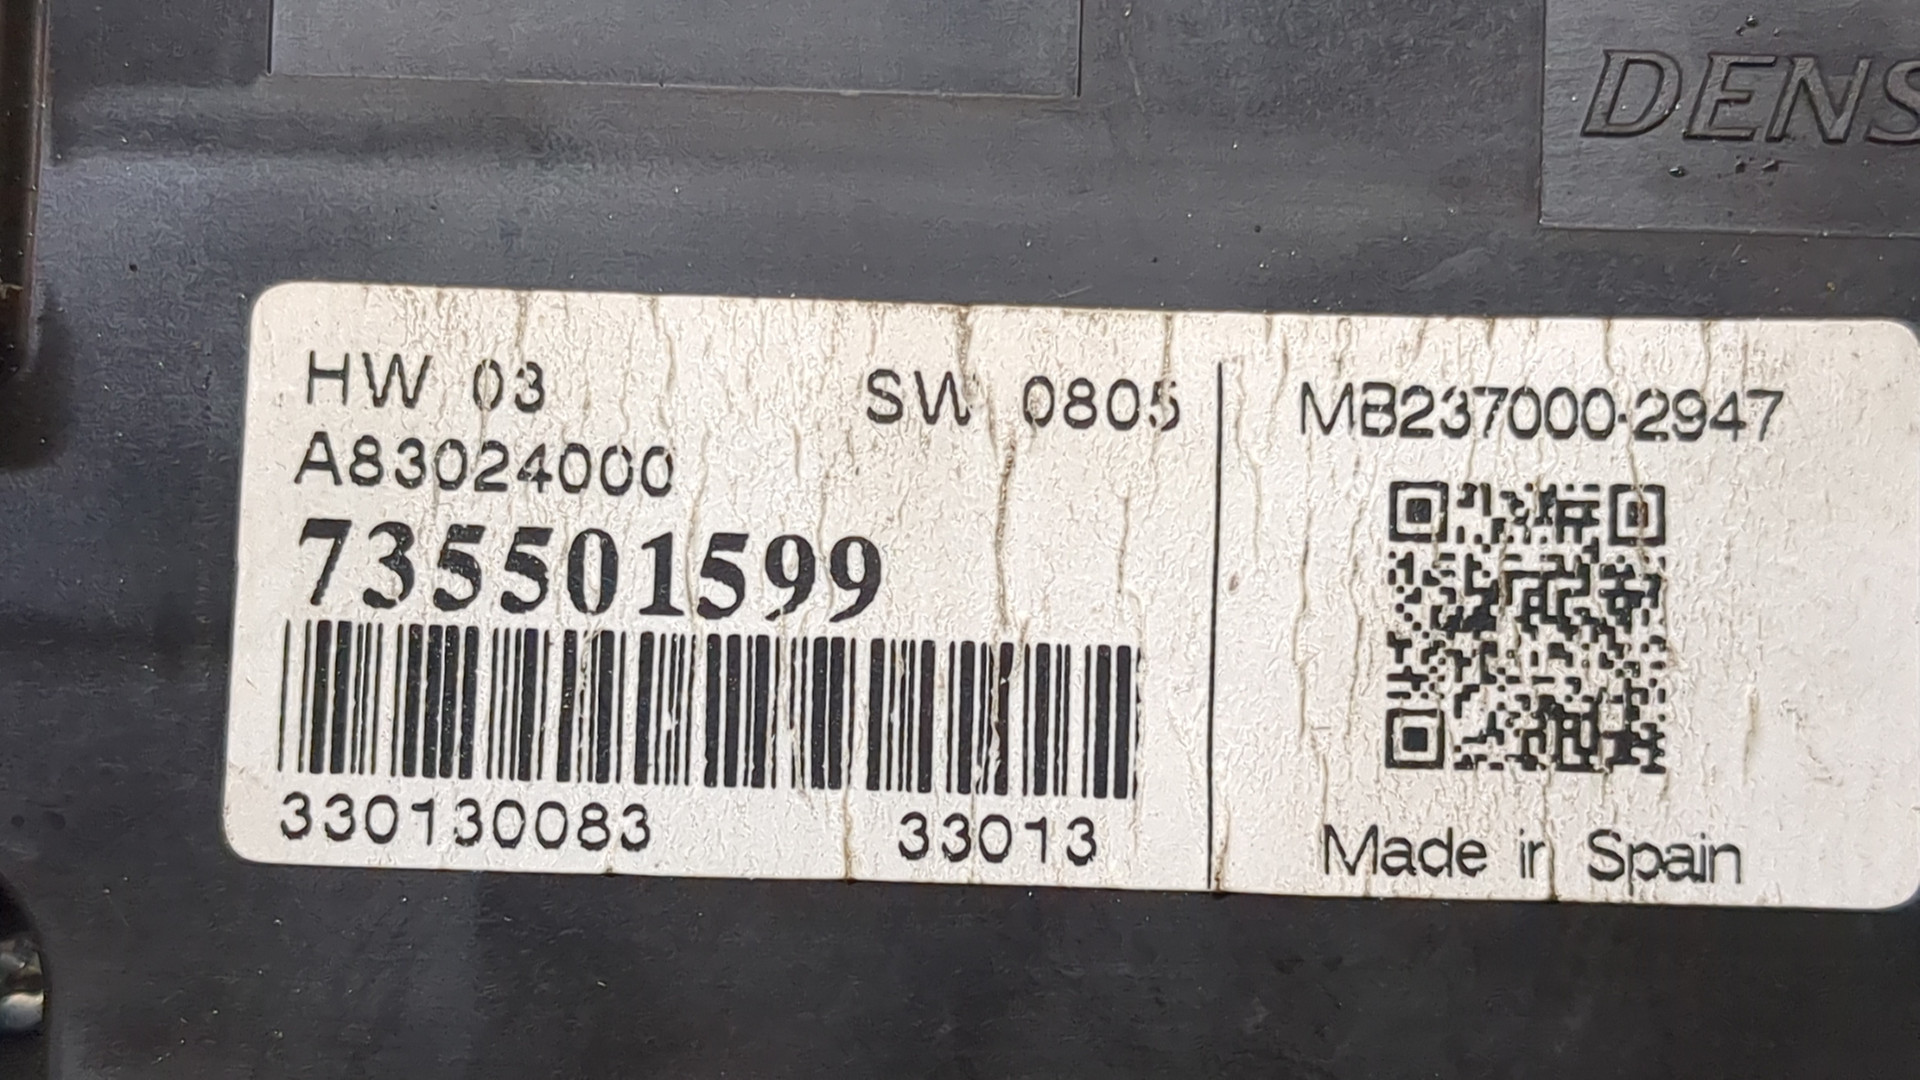 DENS
HW 03 SW 0805
A83024000
735501599
330130083 33013
MB237000-2947
Made in Spain